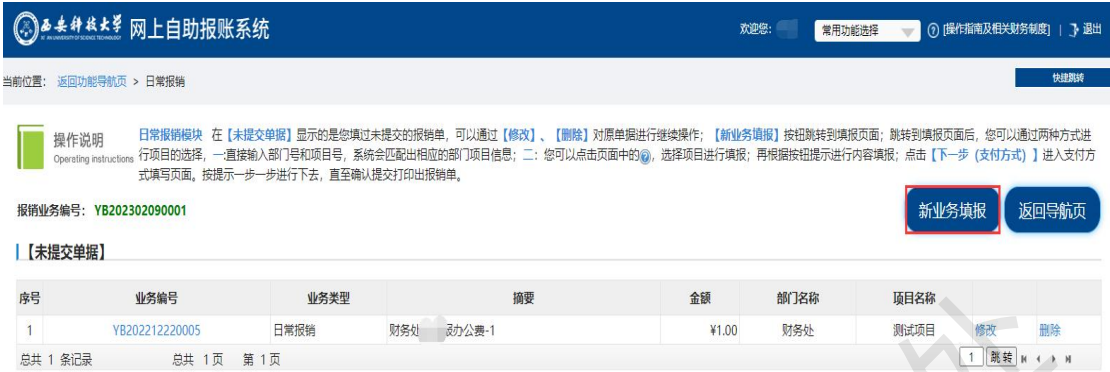 西安科技大学 网上自助报账系统
欢迎您： 常用功能选择 ? [操作指南及相关财务制度] | 退出
当前位置： 返回功能导航页 > 日常报销 快捷跳转
操作说明
Operating instructions
日常报销模块 在【未提交单据】显示的是您填过未提交的报销单，可以通过【修改】、【删除】对原单据进行继续操作；【新业务填报】按钮跳转到填报页面；跳转到填报页面后，您可以通过两种方式进
行项目的选择，一:直接输入部门号和项目号，系统会匹配出相应的部门项目信息；二：您可以点击页面中的，选择项目进行填报；再根据按钮提示进行内容填报；点击【下一步（支付方式）】进入支付方
式填写页面。按提示一步一步进行下去，直至确认提交打印出报销单。
报销业务编号： YB202302090001 新业务填报 返回导航页
【未提交单据】
序号 业务编号 业务类型 摘要 金额 部门名称 项目名称
1 YB202212220005 日常报销 财务处 办公费-1 ¥1.00 财务处 测试项目 修改 删除
总共 1 条记录 总共 1页 第 1页 1 跳转